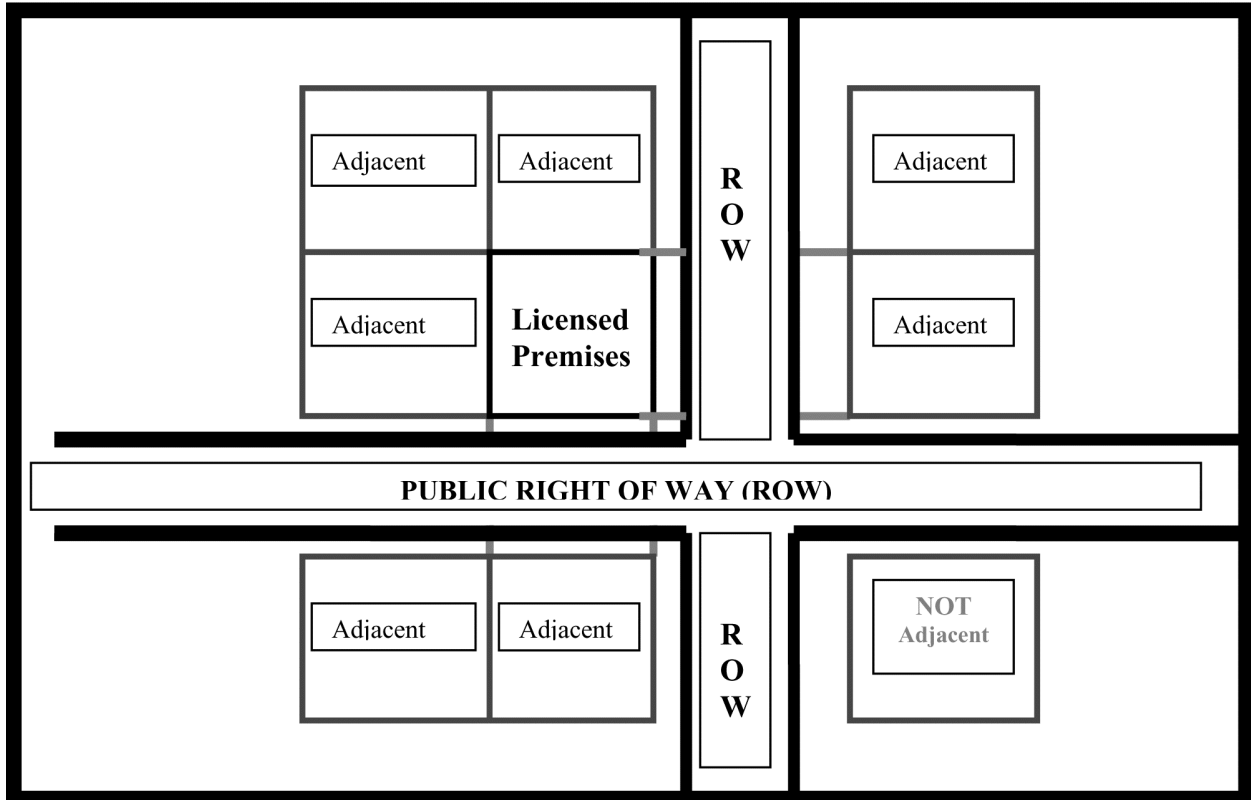 Adjacent
Adjacent
R
O
W
Adjacent
Adjacent
Licensed
Premises
Adjacent
PUBLIC RIGHT OF WAY (ROW)
Adjacent
Adjacent
R
O
W
NOT
Adjacent